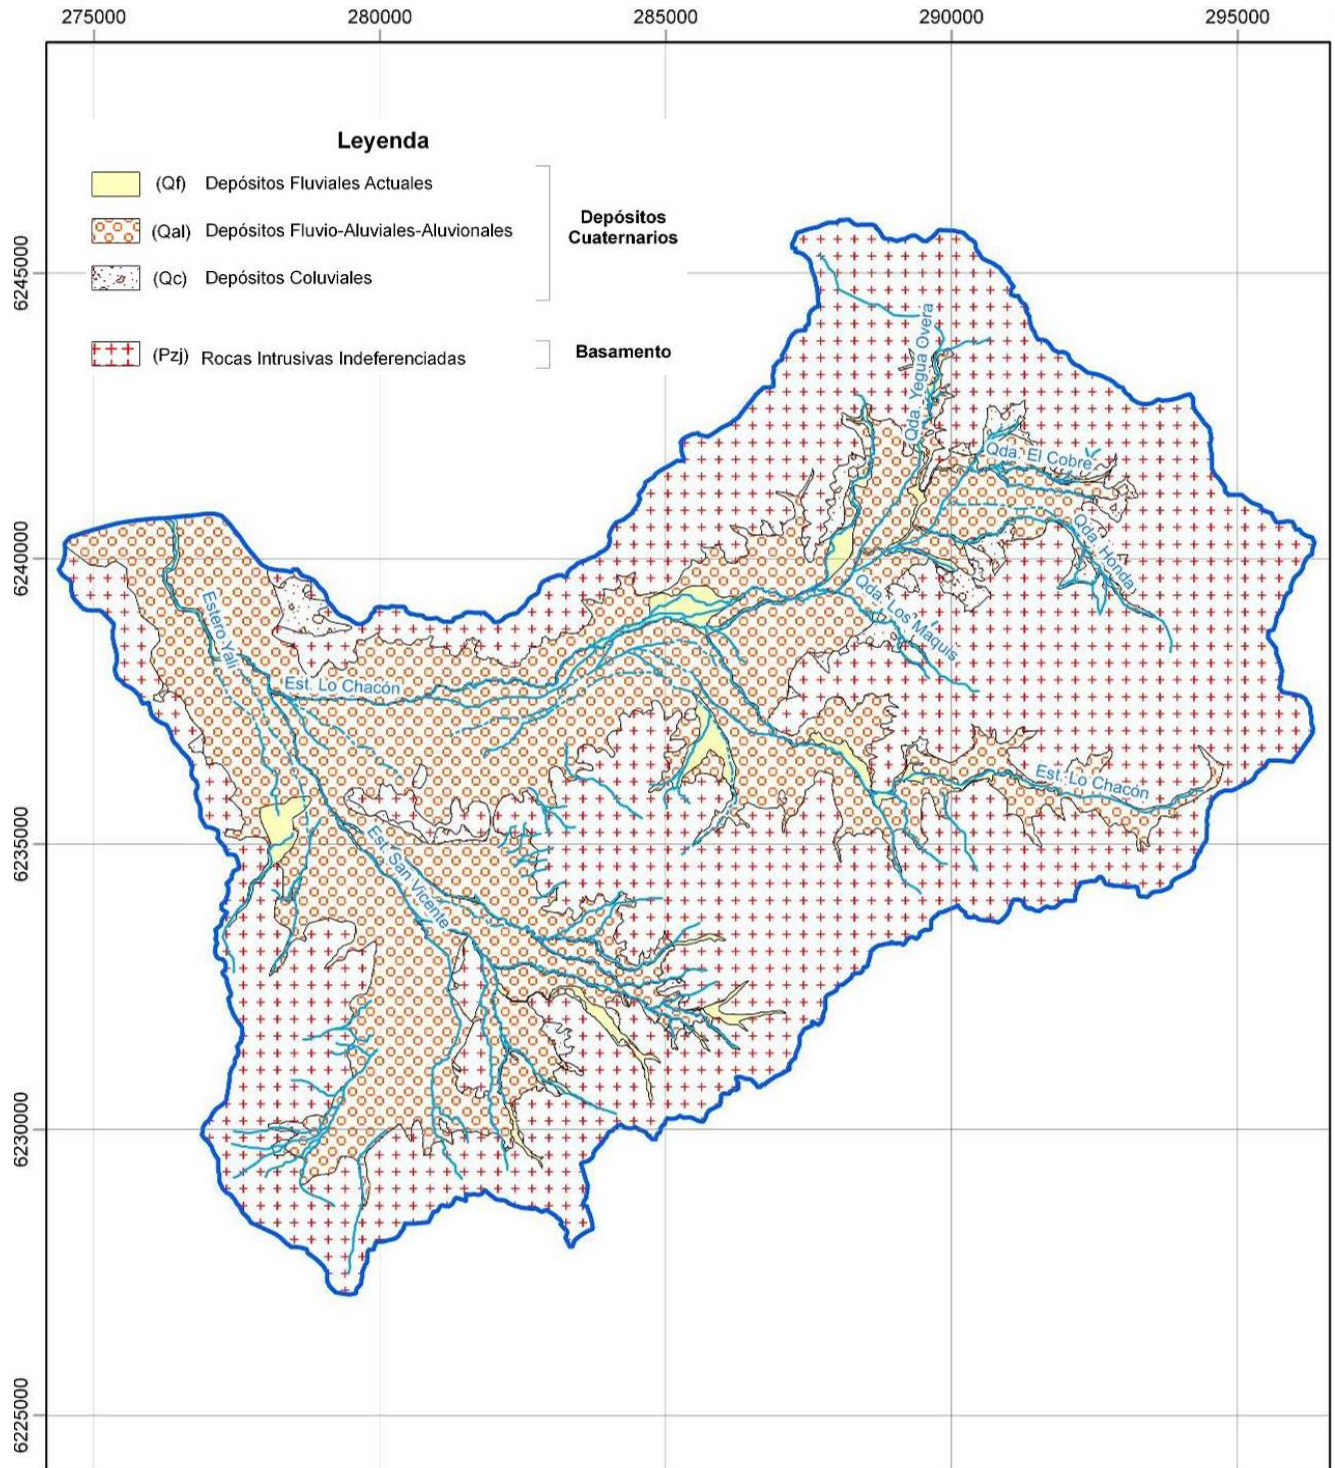 275000 280000 285000 290000 295000
Leyenda
(Qf) Depósitos Fluviales Actuales
(Qal) Depósitos Fluvio-Aluviales-Aluvionales
(Qc) Depósitos Coluviales
Depósitos
Cuaternarios
(Pzj) Rocas Intrusivas Indeferenciadas
Basamento
6245000
6240000
6235000
6230000
6225000
Qda. Yegua Overa
Qda. El Cobre
Qda. Honda
Qda. Los Maquis
Estero Yali
Est. Lo Chacón
Est. Lo Chacón
Est. San Vicente